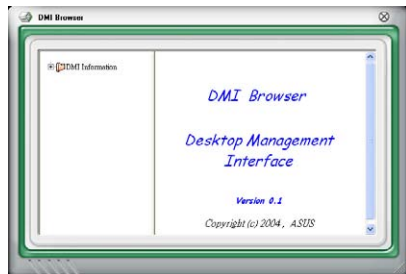 DMI Browser
DMI Information
DMI Browser
Desktop Management
Interface
Version 0.1
Copyright (c) 2004 , ASUS